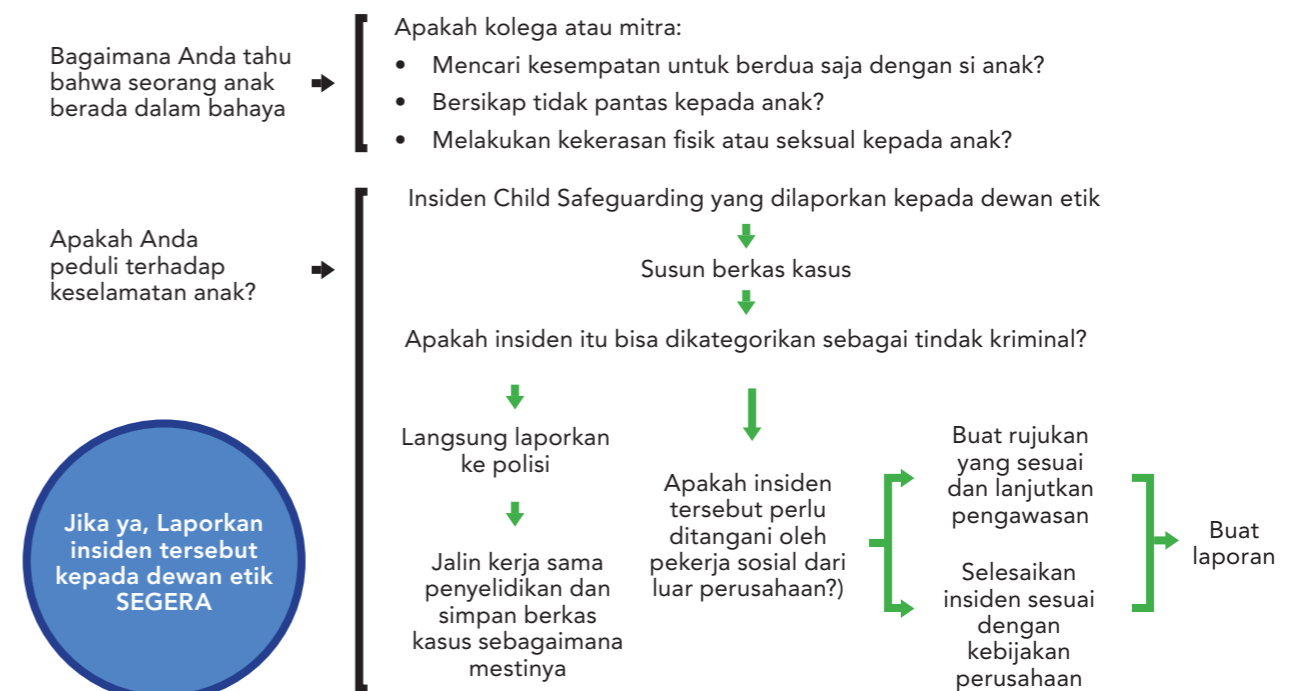 Bagaimana Anda tahu
bahwa seorang anak
berada dalam bahaya
Apakah kolega atau mitra:
• Mencari kesempatan untuk berdua saja dengan si anak?
• Bersikap tidak pantas kepada anak?
• Melakukan kekerasan fisik atau seksual kepada anak?
Apakah Anda
peduli terhadap
keselamatan anak?
Insiden Child Safeguarding yang dilaporkan kepada dewan etik
Susun berkas kasus
Apakah insiden itu bisa dikategorikan sebagai tindak kriminal?
Langsung laporkan
ke polisi
Jalin kerja sama
penyelidikan dan
simpan berkas
kasus sebagaimana
mestinya
Apakah insiden
tersebut perlu
ditangani oleh
pekerja sosial dari
luar perusahaan?)
Buat rujukan
yang sesuai
dan lanjutkan
pengawasan
Selesaikan
insiden sesuai
dengan
kebijakan
perusahaan
Buat
laporan
Jika ya, Laporkan
insiden tersebut
kepada dewan etik
SEGERA